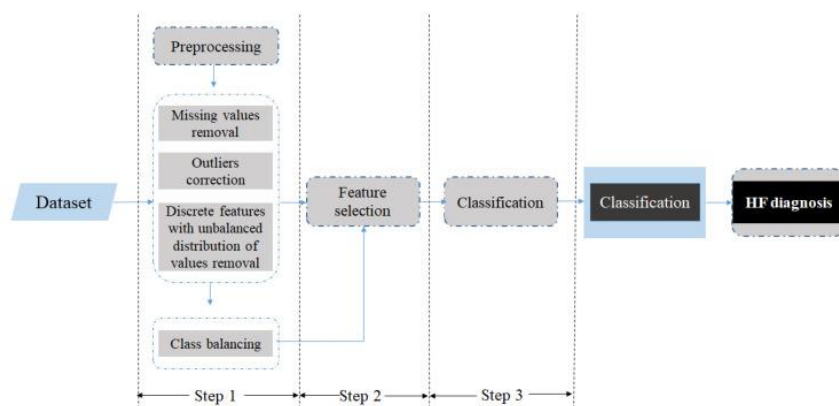 Preprocessing
Missing values
removal
Outliers
correction
Discrete features
with unbalanced
distribution of
values removal
Class balancing
Dataset
Feature
selection
Classification
Classification
HF diagnosis
Step 1
Step 2
Step 3